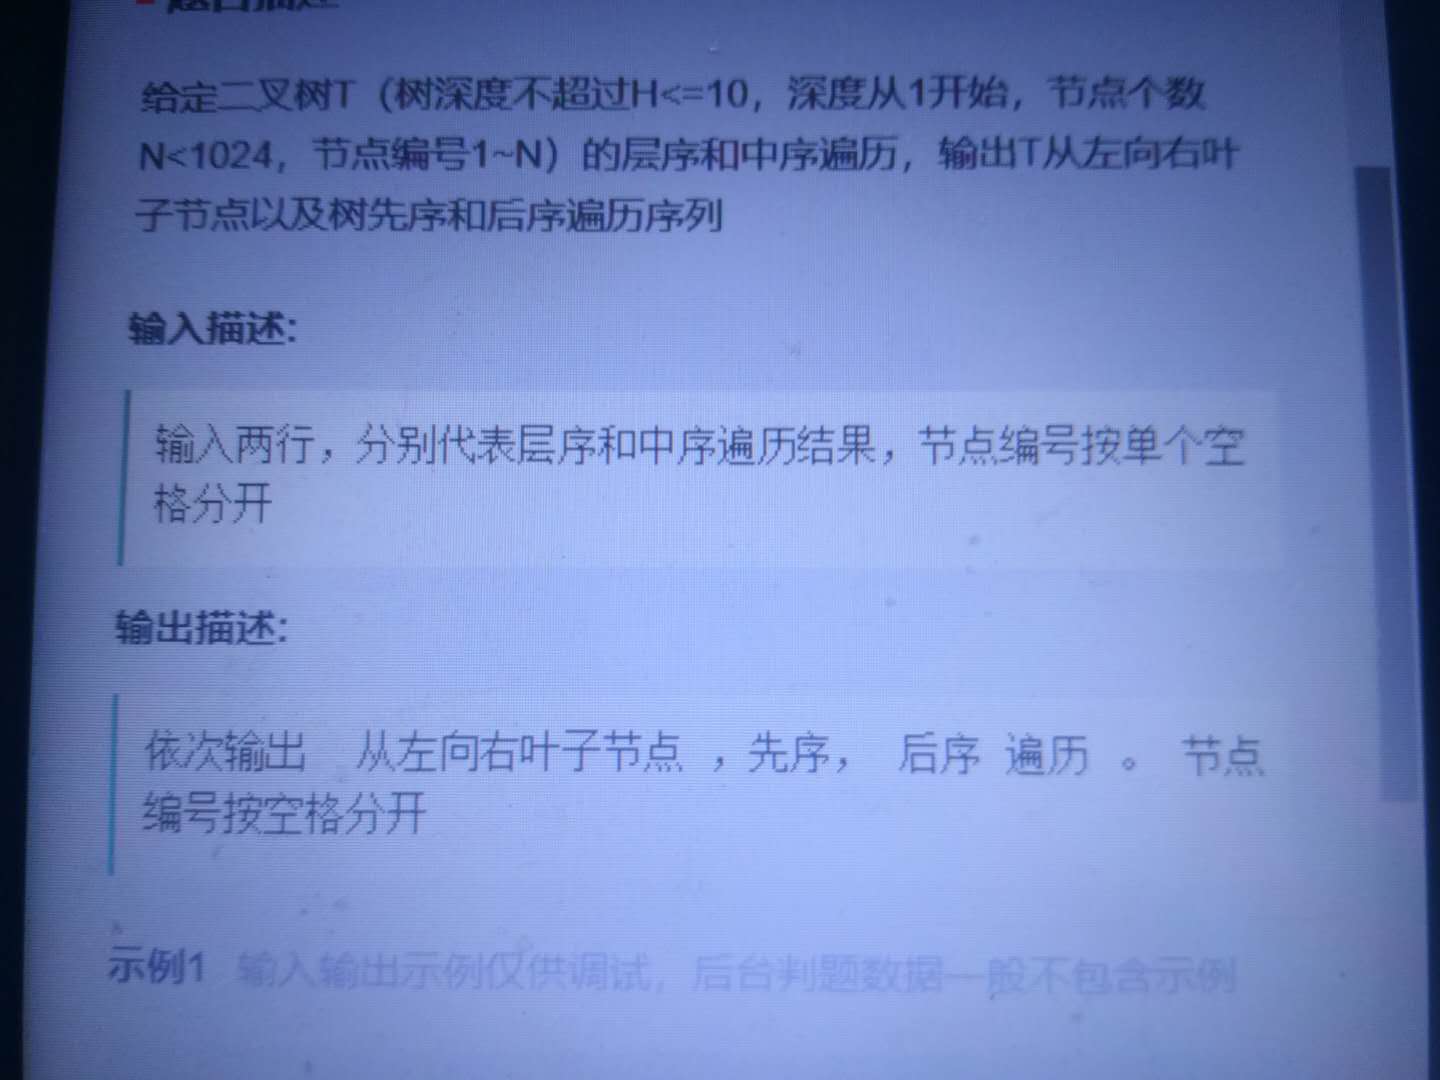 题目描述
给定二叉树T（树深度不超过H<=10，深度从1开始，节点个数
N<1024，节点编号1~N）的层序和中序遍历，输出T从左向右叶
子节点以及树先序和后序遍历序列
输入描述:
输入两行，分别代表层序和中序遍历结果，节点编号按单个空
格分开
输出描述:
依次输出 从左向右叶子节点 ，先序， 后序 遍历 。 节点
编号按空格分开
示例1 输入输出示例仅供调试，后台判题数据一般不包含示例